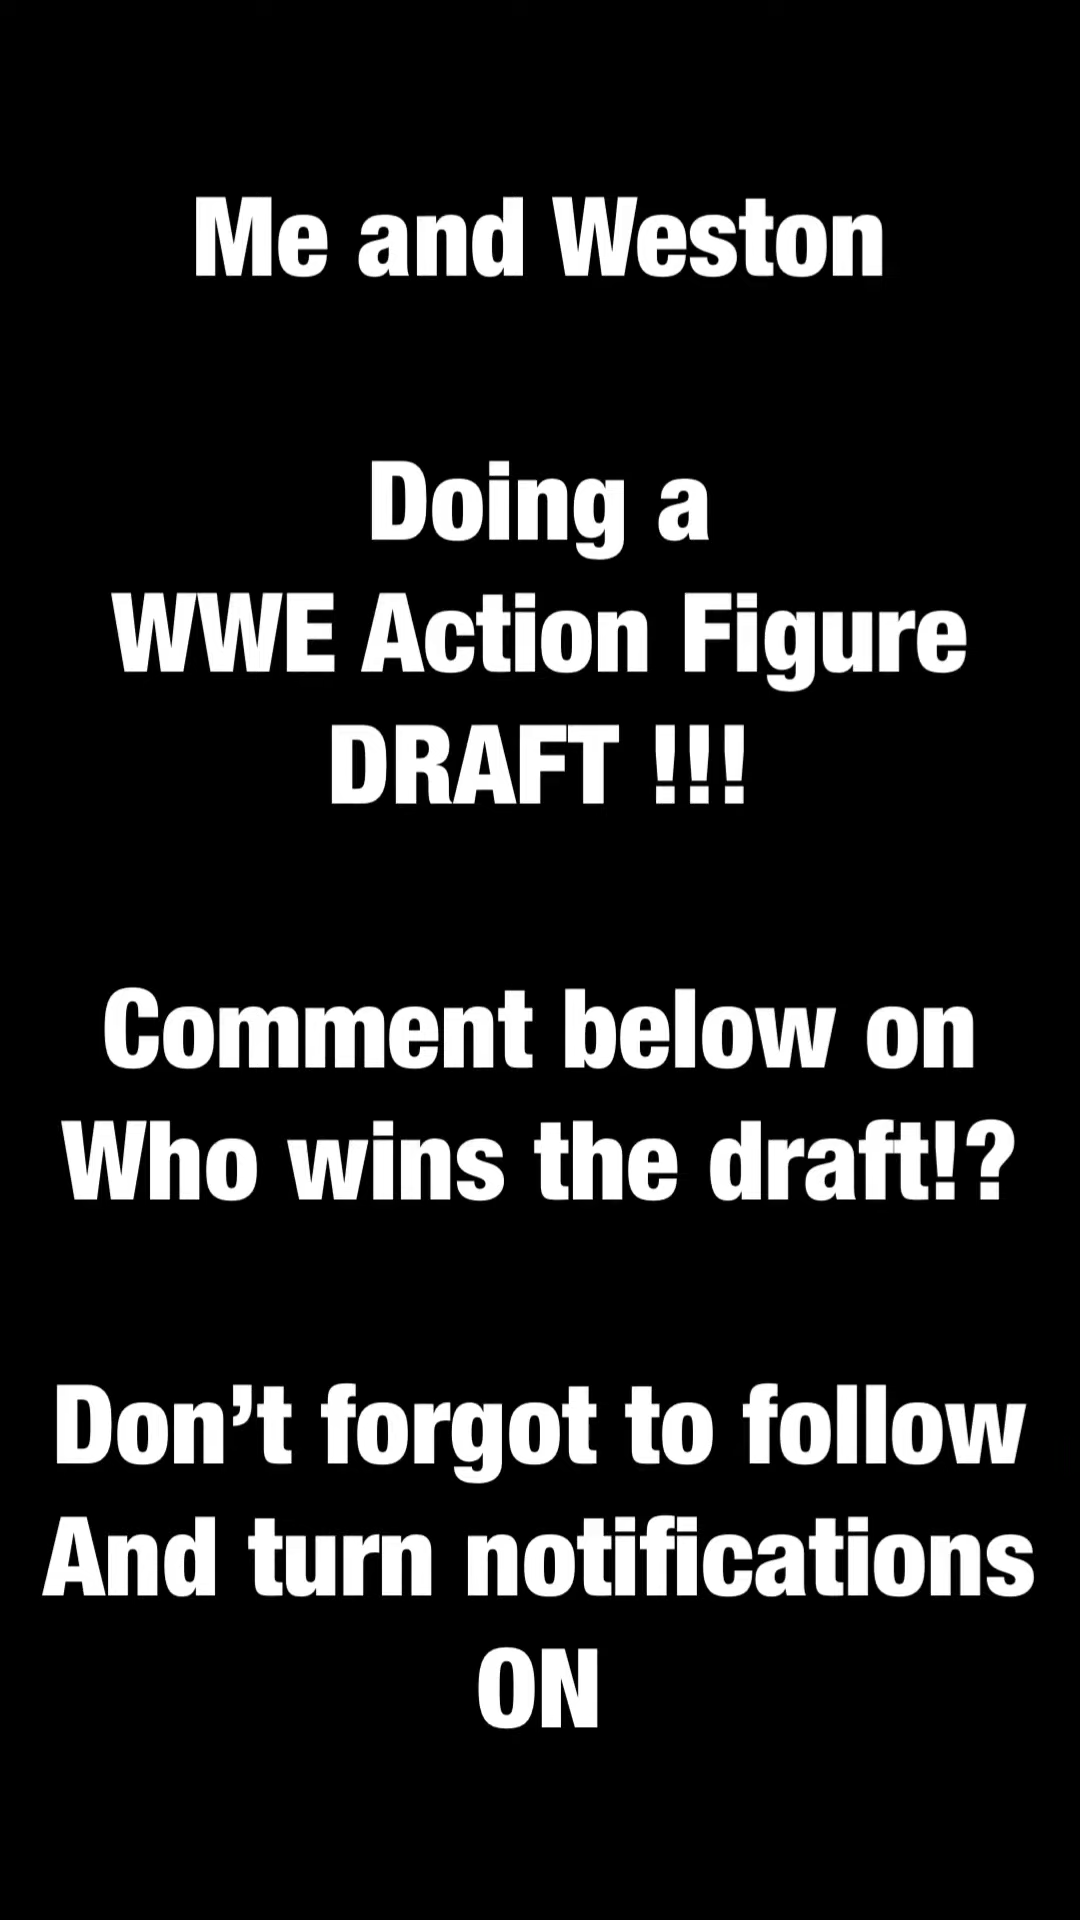 Me and Weston
Doing a
WWE Action Figure
DRAFT !!!
Comment below on
Who wins the draft!?
Don’t forgot to follow
And turn notifications
ON